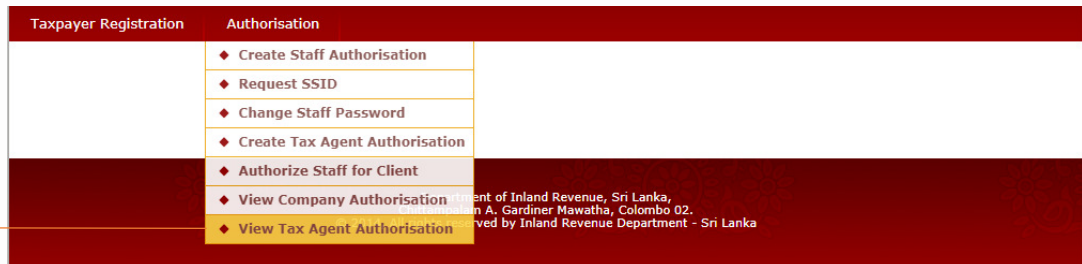 Taxpayer Registration Authorisation
Create Staff Authorisation
Request SSID
Change Staff Password
Create Tax Agent Authorisation
Authorize Staff for Client
View Company Authorisation
View Tax Agent Authorisation
of Inland Revenue, Sri Lanka,
A. Gardiner Mawatha, Colombo 02.
by Inland Revenue Department - Sri Lanka